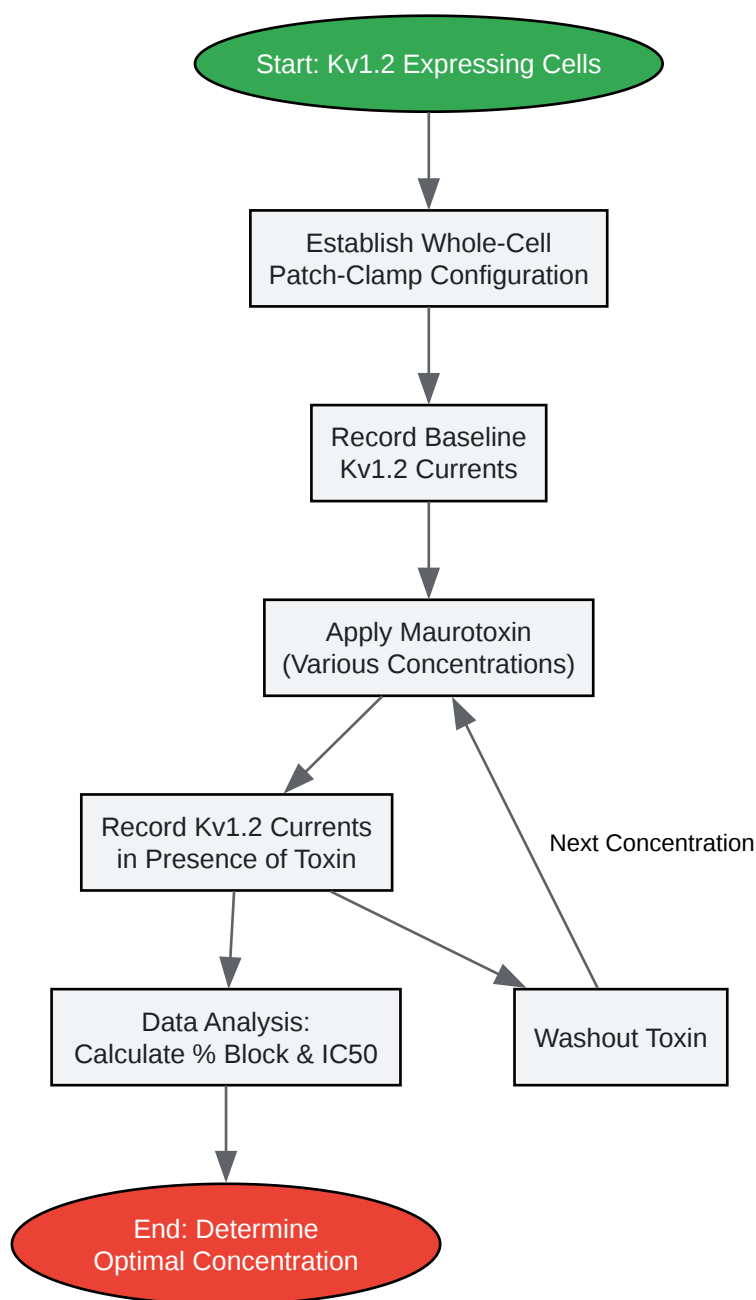 Start: Kv1.2 Expressing Cells
Establish Whole-Cell
Patch-Clamp Configuration
Record Baseline
Kv1.2 Currents
Apply Maurotoxin
(Various Concentrations)
Record Kv1.2 Currents
in Presence of Toxin
Next Concentration
Data Analysis:
Calculate % Block & IC50
Washout Toxin
End: Determine
Optimal Concentration